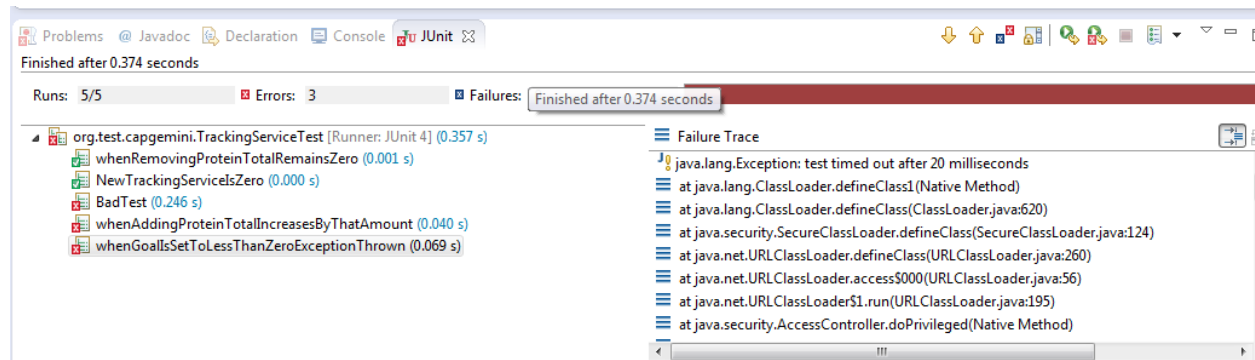 Problems @ Javadoc Declaration Console JUnit
Finished after 0.374 seconds
Runs: 5/5 Errors: 3 Failures:
Finished after 0.374 seconds
org.test.capgemini.TrackingServiceTest [Runner: JUnit 4] (0.357 s)
whenRemovingProteinTotalRemainsZero (0.001 s)
NewTrackingServiceIsZero (0.000 s)
BadTest (0.246 s)
whenAddingProteinTotalIncreasesByThatAmount (0.040 s)
whenGoalIsSetToLessThanZeroExceptionThrown (0.069 s)
Failure Trace
java.lang.Exception: test timed out after 20 milliseconds
at java.lang.ClassLoader.defineClass1(Native Method)
at java.lang.ClassLoader.defineClass(ClassLoader.java:620)
at java.security.SecureClassLoader.defineClass(SecureClassLoader.java:124)
at java.net.URLClassLoader.defineClass(URLClassLoader.java:260)
at java.net.URLClassLoader.access$000(URLClassLoader.java:56)
at java.net.URLClassLoader$1.run(URLClassLoader.java:195)
at java.security.AccessController.doPrivileged(Native Method)